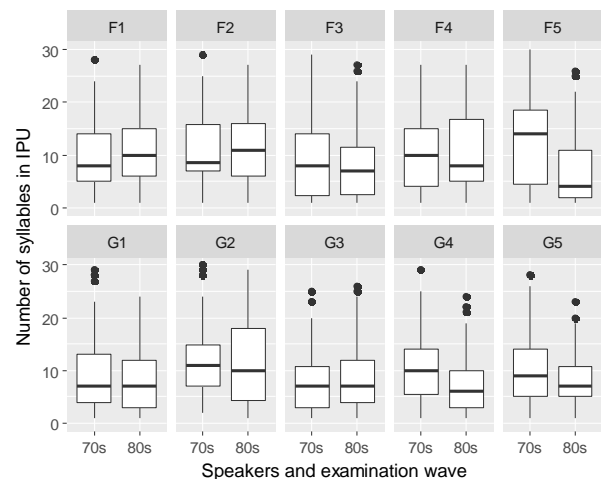 F1 F2 F3 F4 F5
30
20
10
0
G1 G2 G3 G4 G5
30
20
10
0
70s 80s 70s 80s 70s 80s 70s 80s 70s 80s
Speakers and examination wave
Number of syllables in IPU